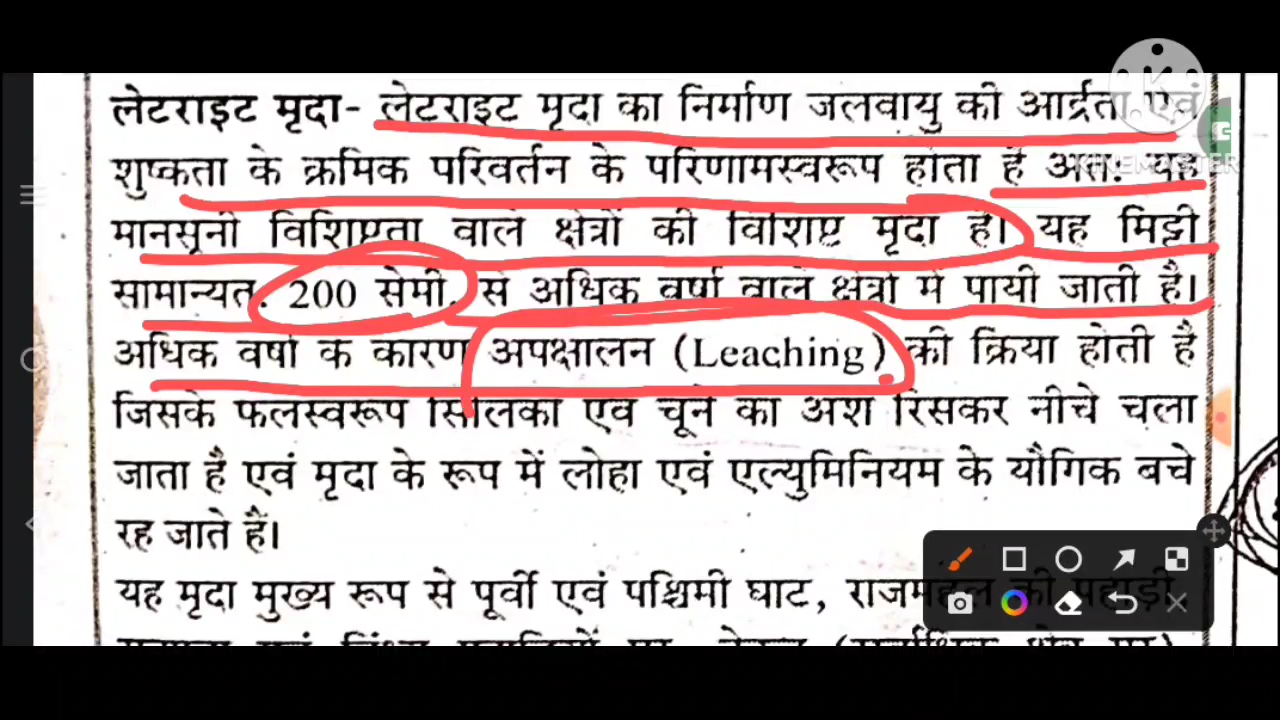 लेटराइट मृदा- लेटराइट मृदा का निर्माण जलवायु की आर्द्रता एवं
शुष्कता के क्रमिक परिवर्तन के परिणामस्वरूप होता है अतः यह
मानसूनी विशिष्टता वाले क्षेत्रों की विशिष्ट मृदा है। यह मिट्टी
सामान्यतः 200 सेमी. से अधिक वर्षा वाले क्षेत्रों में पायी जाती है।
अधिक वर्षा के कारण अपक्षालन (Leaching) की क्रिया होती है
जिसके फलस्वरूप सिलिका एवं चूने का अंश रिसकर नीचे चला
जाता है एवं मृदा के रूप में लोहा एवं एल्युमिनियम के यौगिक बचे
रह जाते हैं।
यह मृदा मुख्य रूप से पूर्वी एवं पश्चिमी घाट, राजमहल की पहाड़ी,
KINEMASTER